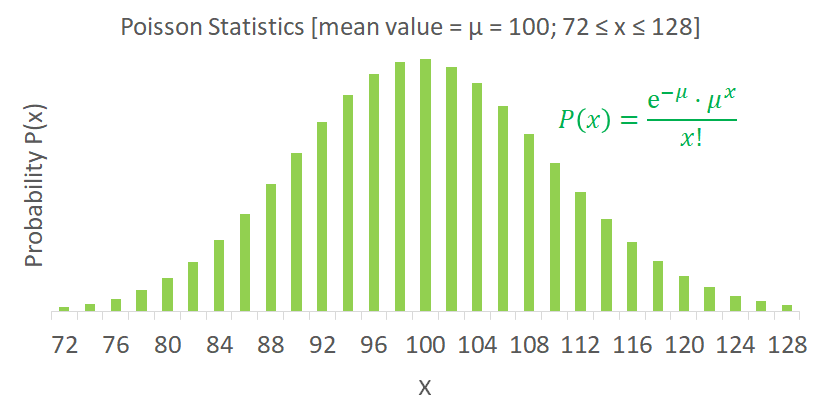 Poisson Statistics [mean value = μ = 100; 72 ≤ x ≤ 128]
Probability P(x)
P(x) = e^−μ · μ^x / x!
72 76 80 84 88 92 96 100 104 108 112 116 120 124 128
X